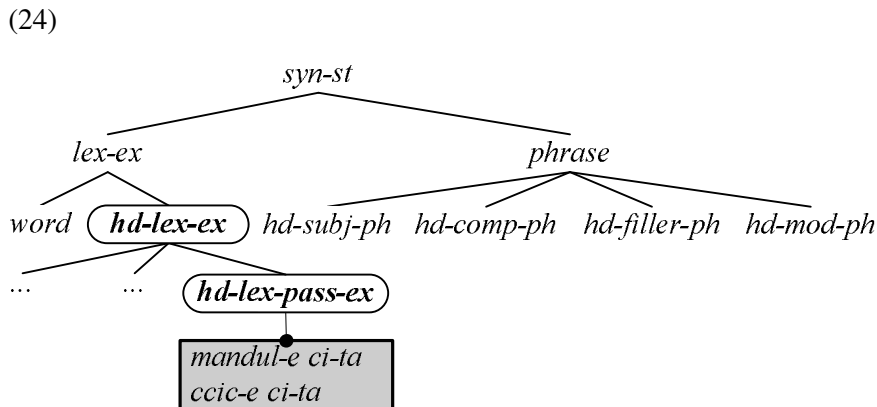 (24)
syn-st
lex-ex phrase
word hd-lex-ex hd-subj-ph hd-comp-ph hd-filler-ph hd-mod-ph
... ... hd-lex-pass-ex
mandul-e ci-ta
ccic-e ci-ta